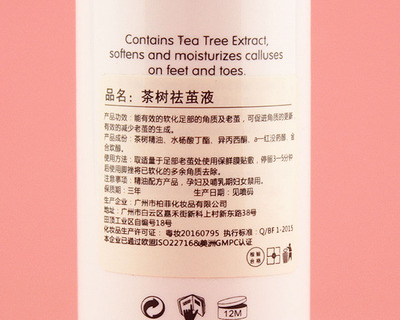 Contains Tea Tree Extract,
softens and moisturizes calluses
on feet and toes.
品名：茶树祛茧液
产品功效：能有效的软化足部的角质及老茧，可促进角质的更新，
有效的减少老茧的生成。
产品成份：茶树精油、水杨酸丁酯、异丙西酮、a—红没药醇、金
合欢醇。
使用方法：取适量于足部老茧处使用保鲜膜贴敷，停留3-5分钟
后使用脚挫将已软化的多余角质去除。
注意事项：精油配方产品，孕妇及哺乳期妇女禁用。
保质期：三年 生产日期：见喷码
生产企业：广州市柏菲化妆品有限公司
地址：广州市白云区嘉禾街新科上村新东路38号
田顶工业区自编18号
化妆品生产许可证：粤妆20160795 执行标准：Q/BF 1-2015
本企业已通过欧盟ISO22716&美洲GMPC认证
12M